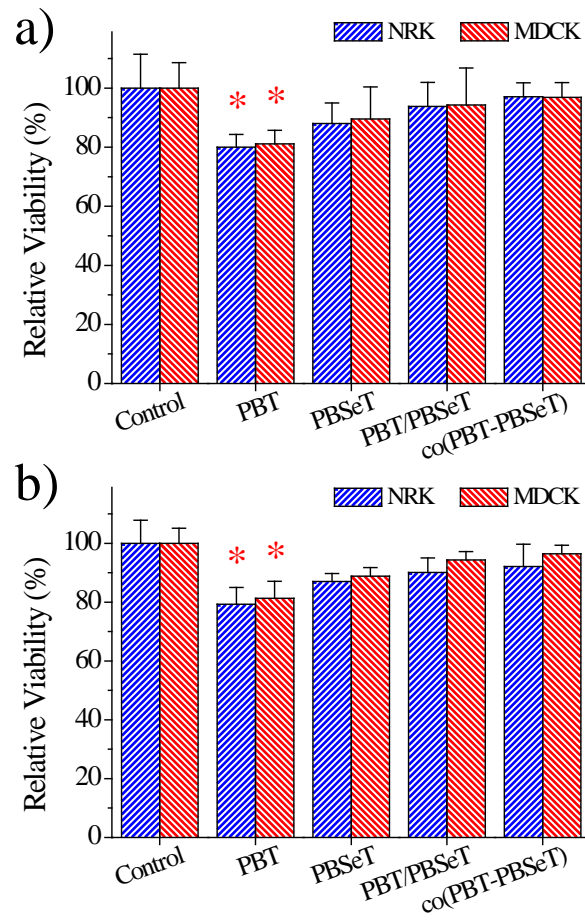 a)
NRK MDCK
Relative Viability (%)
100
80
60
40
20
0
* *
Control PBT PBSeT PBT/PBSeT co(PBT-PBSeT)
b)
NRK MDCK
Relative Viability (%)
100
80
60
40
20
0
* *
Control PBT PBSeT PBT/PBSeT co(PBT-PBSeT)